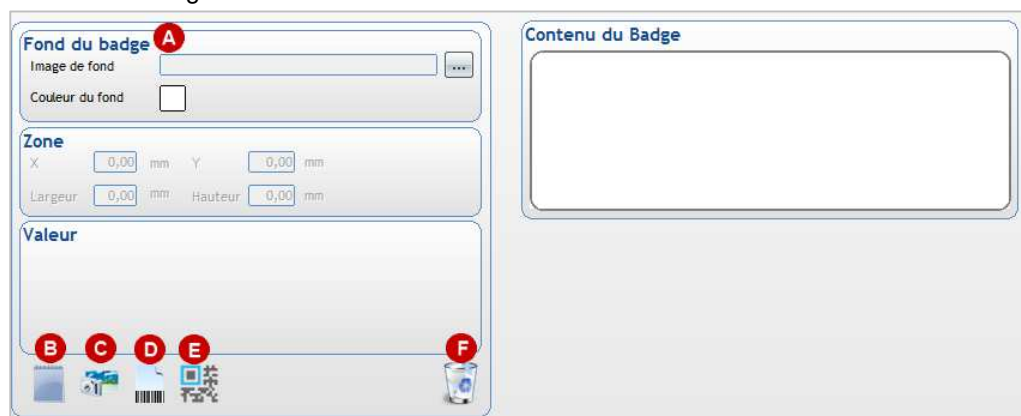 Fond du badge A
Image de fond ...
Couleur du fond
Zone
X 0,00 mm Y 0,00 mm
Largeur 0,00 mm Hauteur 0,00 mm
Valeur
B C D E F
Contenu du Badge